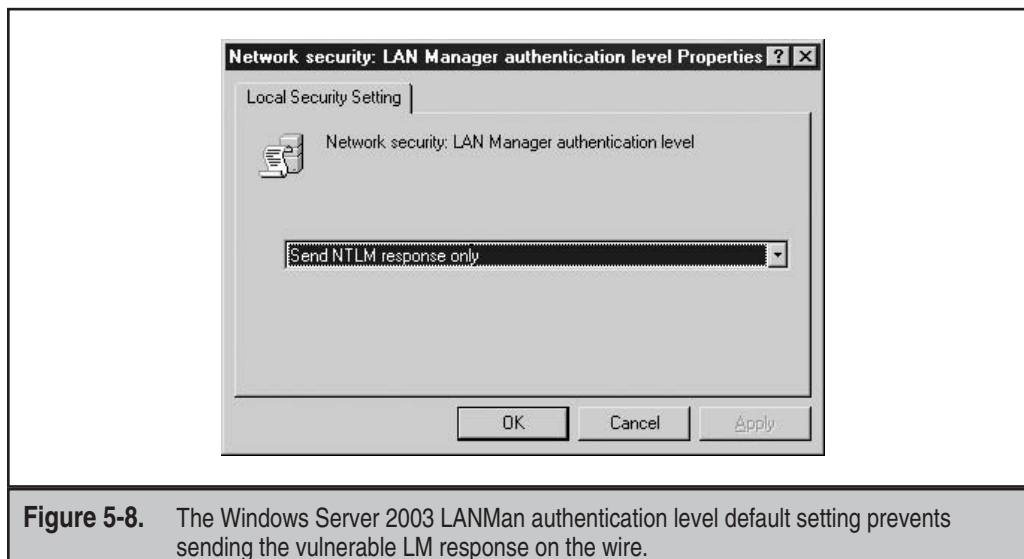 Network security: LAN Manager authentication level Properties ? X
Local Security Setting
Network security: LAN Manager authentication level
Send NTLM response only
OK Cancel Apply
Figure 5-8. The Windows Server 2003 LANMan authentication level default setting prevents
sending the vulnerable LM response on the wire.